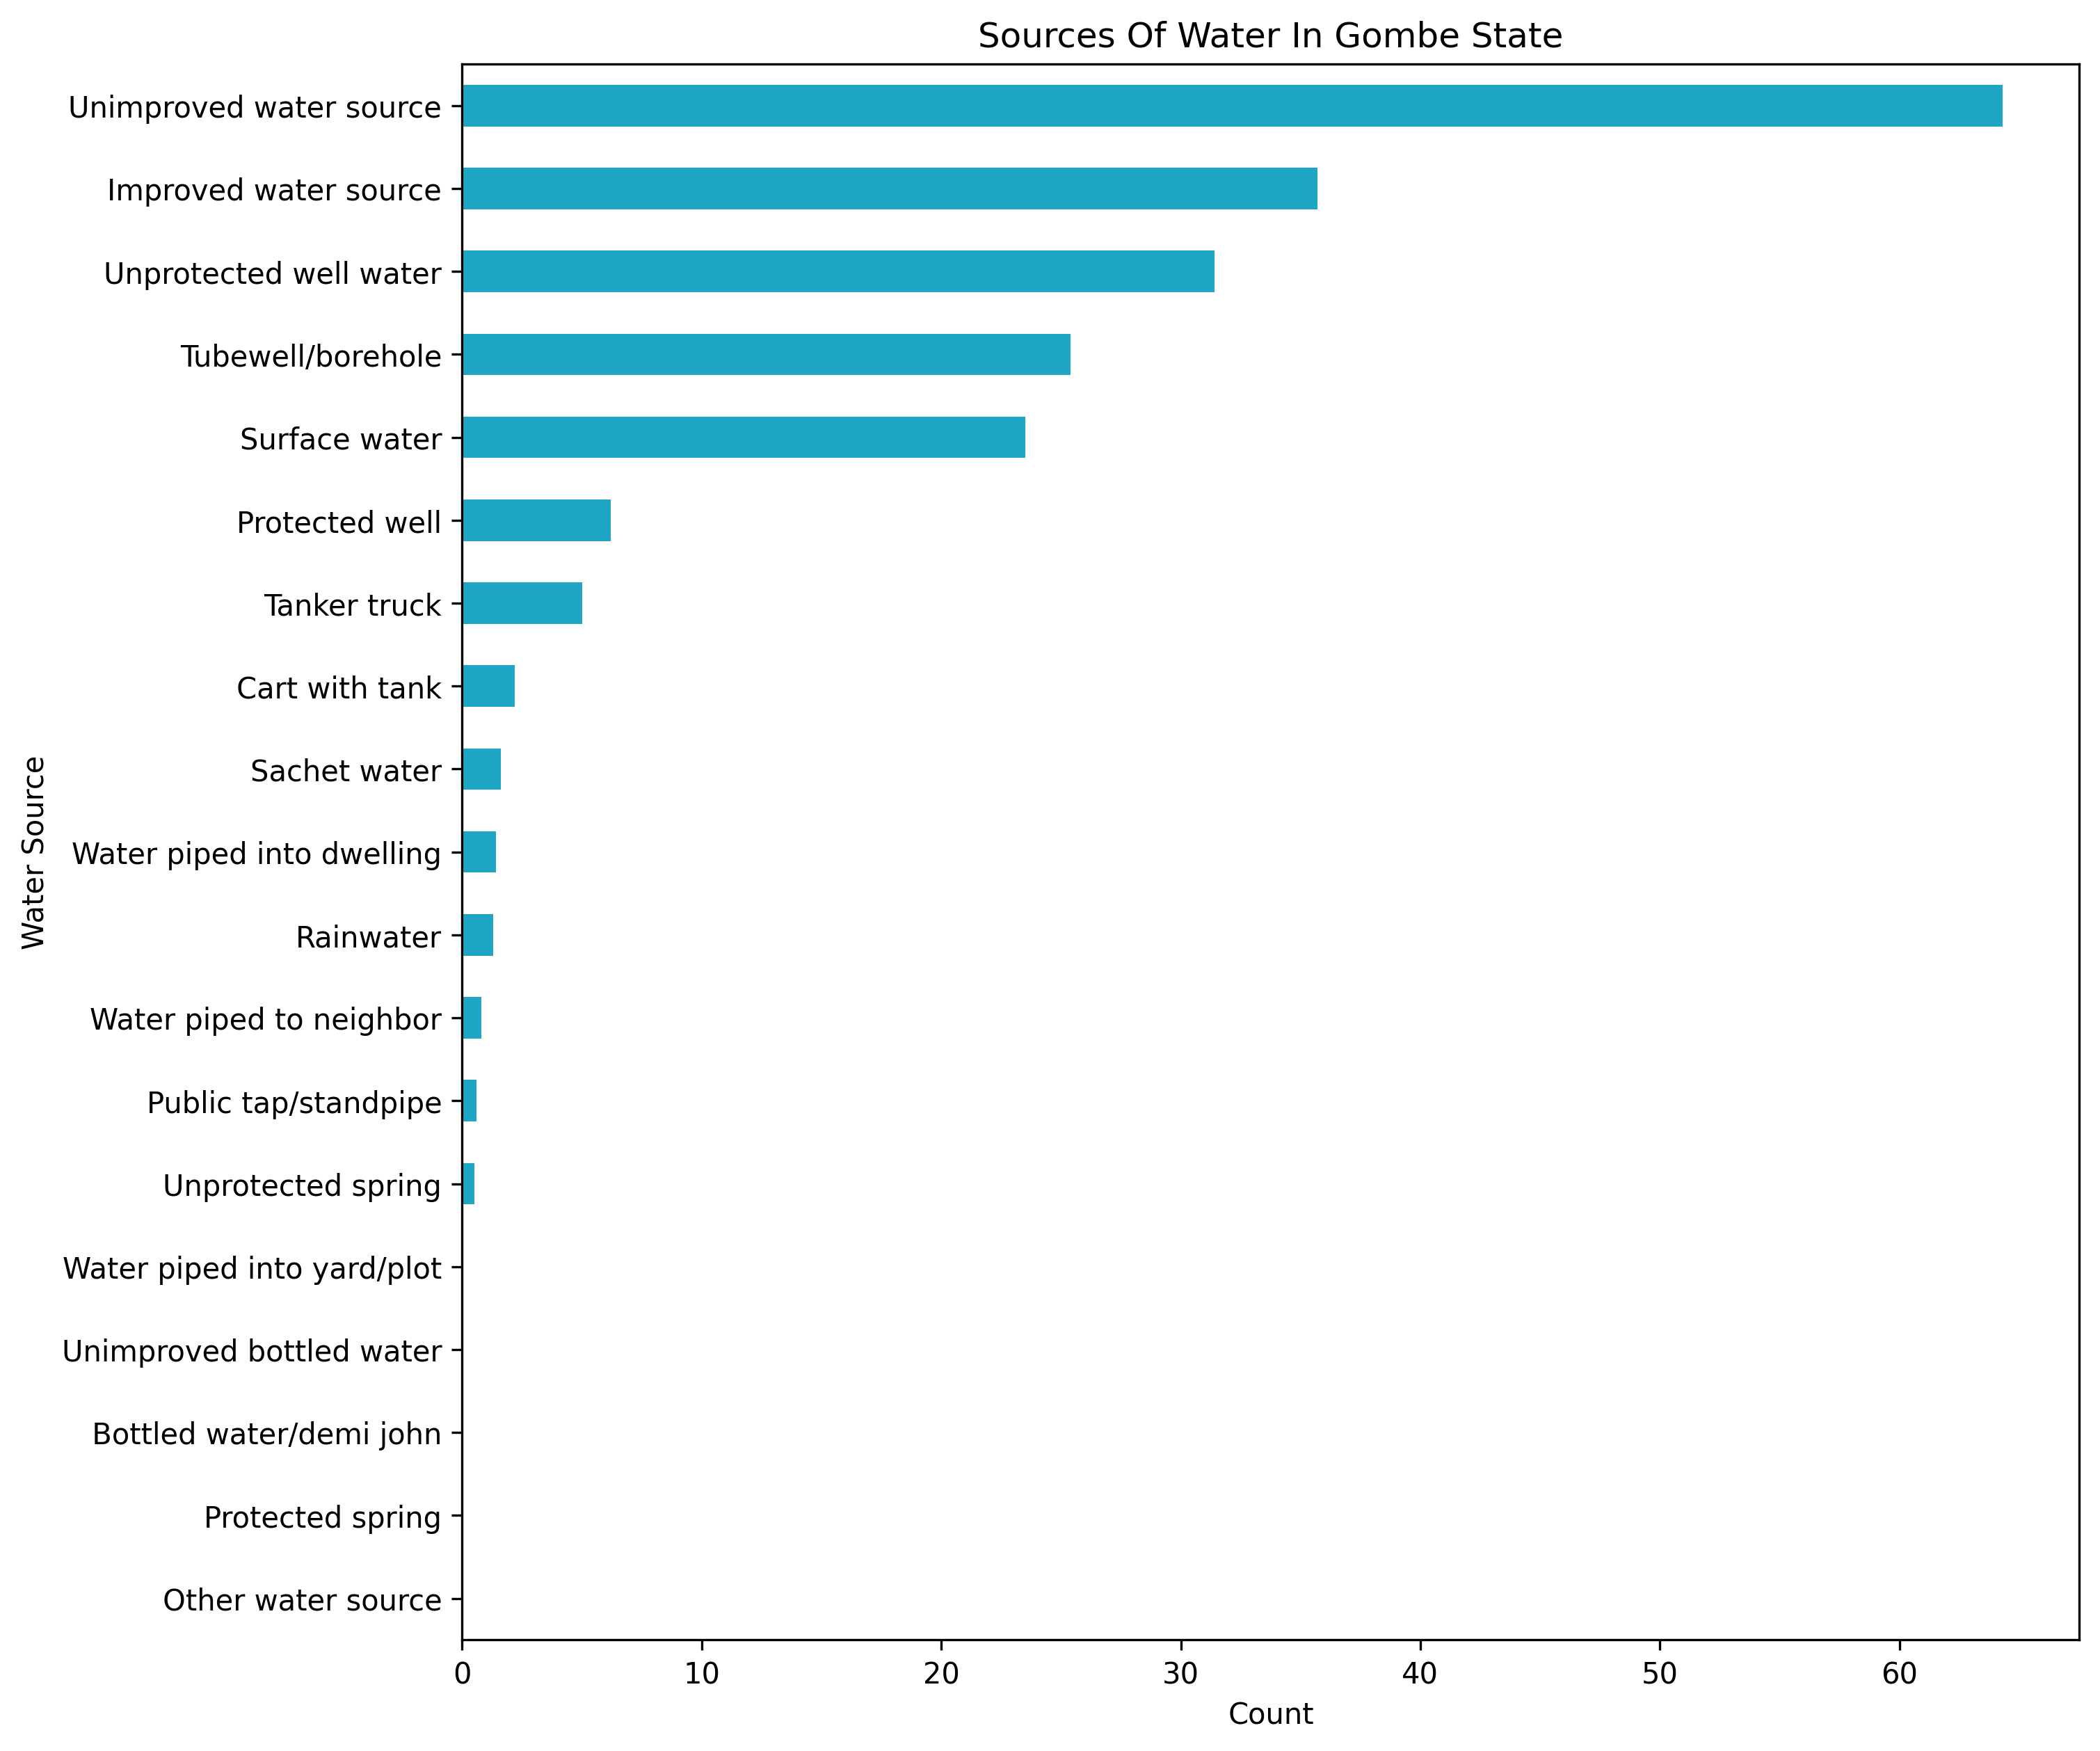 Sources Of Water In Gombe State
Unimproved water source
Improved water source
Unprotected well water
Tubewell/borehole
Surface water
Protected well
Tanker truck
Cart with tank
Sachet water
Water piped into dwelling
Rainwater
Water piped to neighbor
Public tap/standpipe
Unprotected spring
Water piped into yard/plot
Unimproved bottled water
Bottled water/demi john
Protected spring
Other water source
Water Source
0 10 20 30 40 50 60
Count